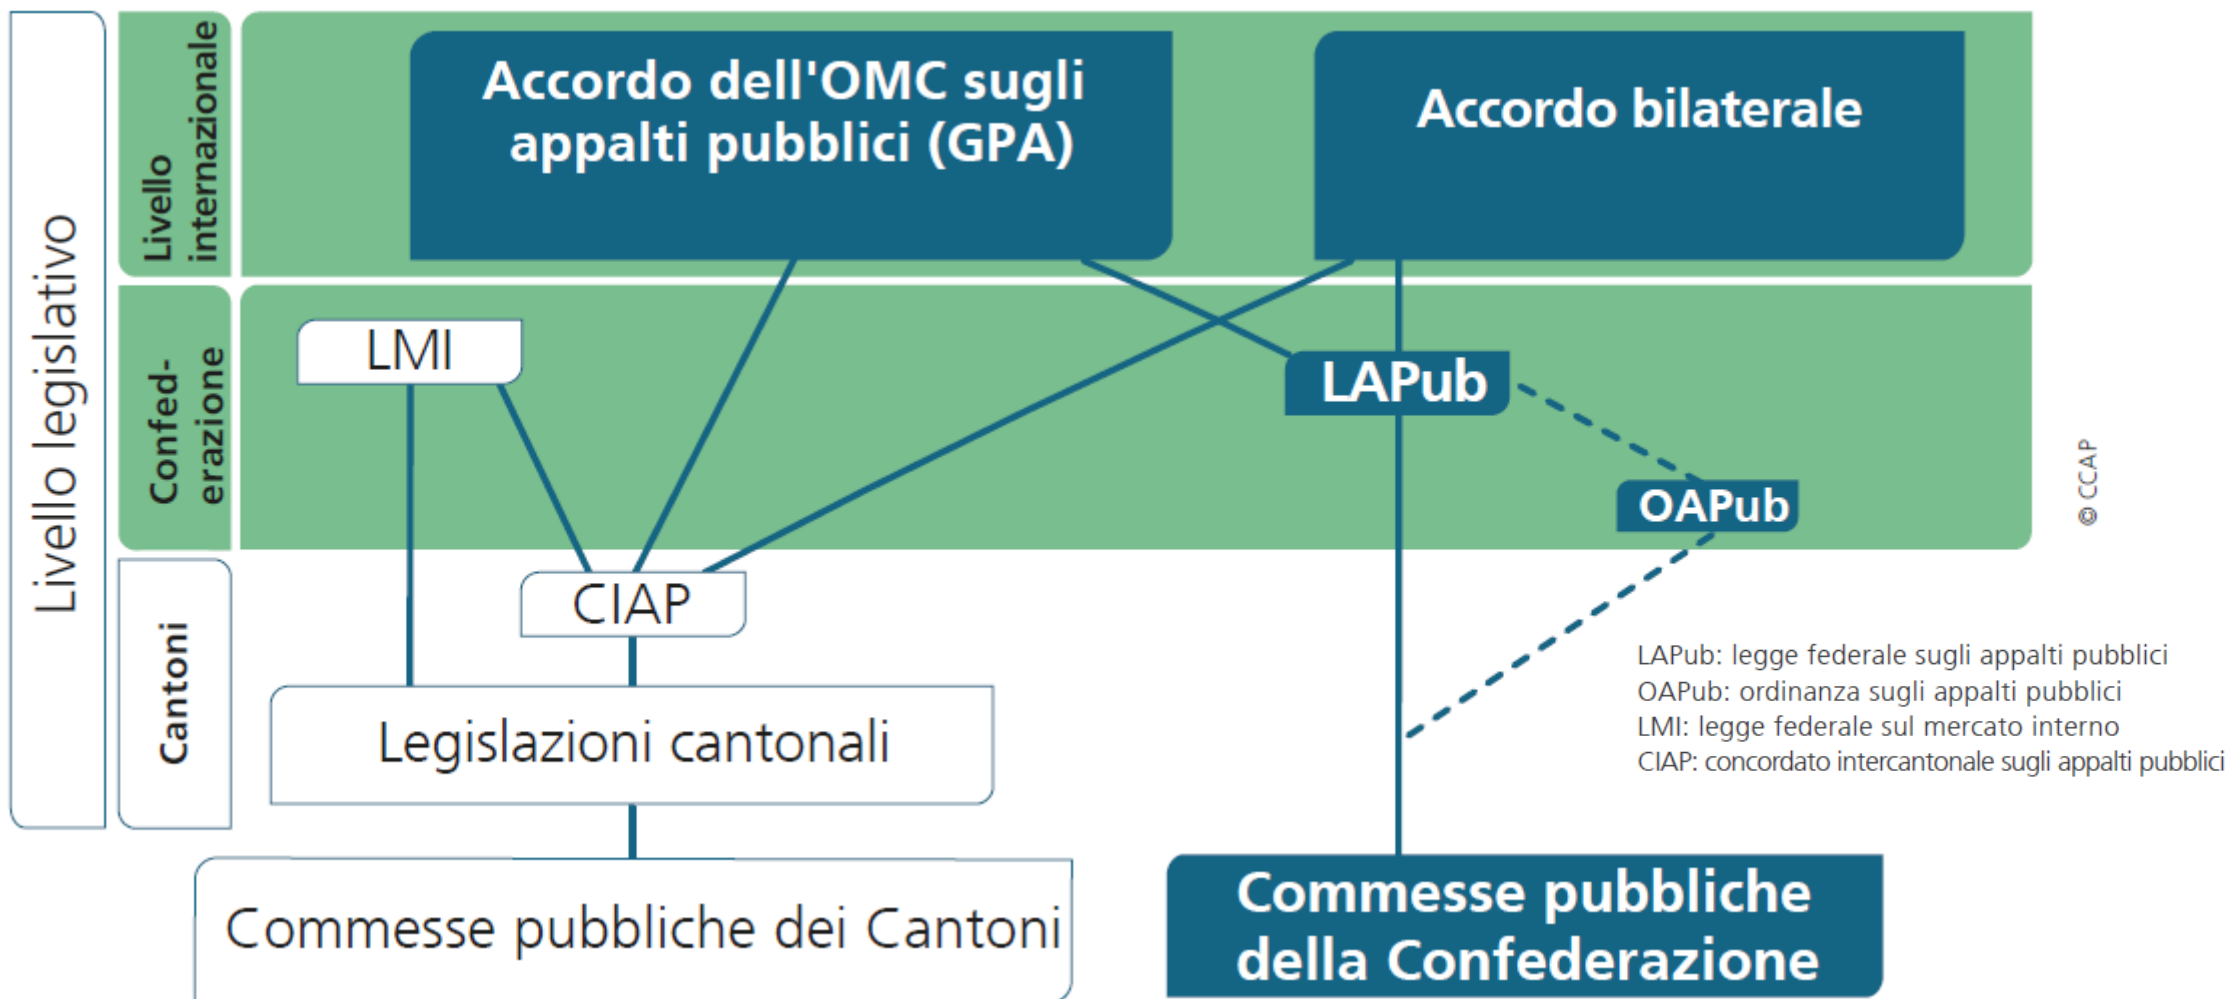 Livello legislativo
Livello
internazionale
Accordo dell'OMC sugli
appalti pubblici (GPA)
Accordo bilaterale
Confed-
erazione
LMI
LAPub
OAPub
© CCAP
Cantoni
CIAP
Legislazioni cantonali
LAPub: legge federale sugli appalti pubblici
OAPub: ordinanza sugli appalti pubblici
LMI: legge federale sul mercato interno
CIAP: concordato intercantonale sugli appalti pubblici
Commesse pubbliche dei Cantoni
Commesse pubbliche
della Confederazione